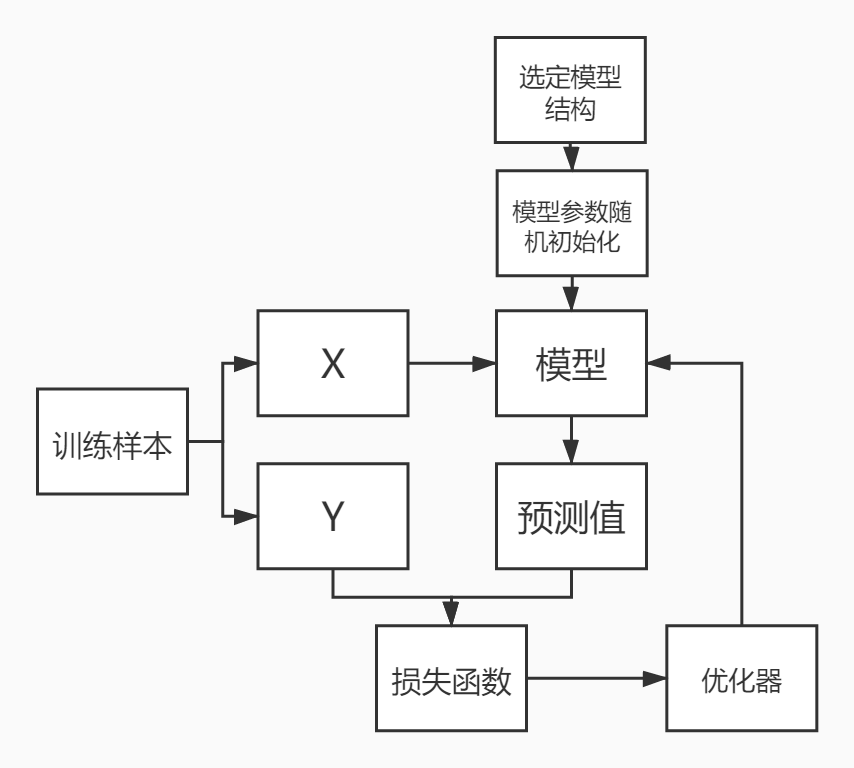 选定模型
结构
模型参数随
机初始化
X
模型
训练样本
Y
预测值
损失函数
优化器